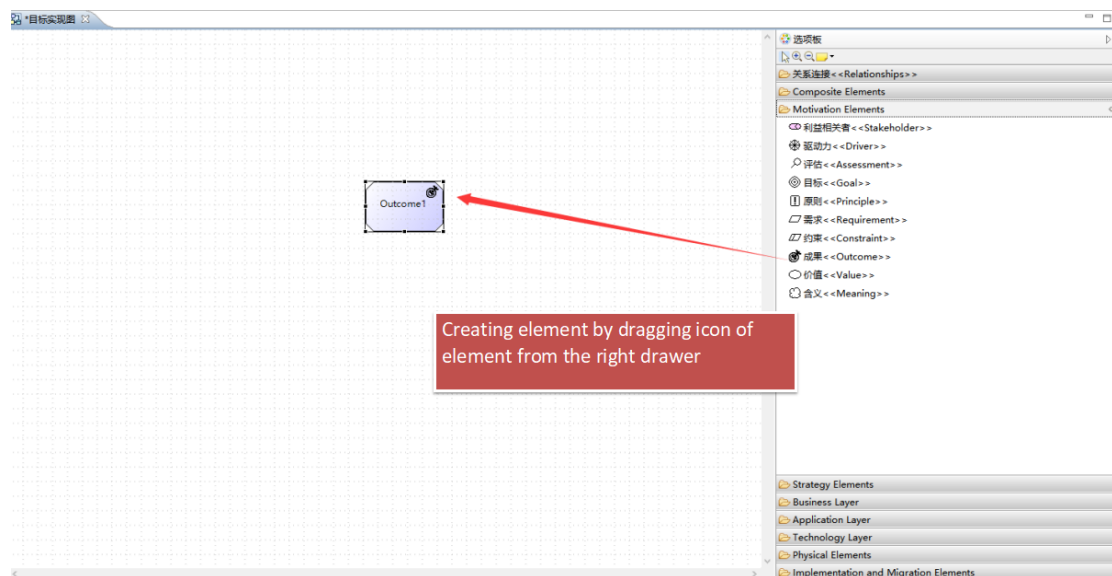 *目标实现图
选项板
关系连接<<Relationships>>
Composite Elements
Motivation Elements
利益相关者<<Stakeholder>>
驱动力<<Driver>>
评估<<Assessment>>
目标<<Goal>>
原则<<Principle>>
需求<<Requirement>>
约束<<Constraint>>
成果<<Outcome>>
价值<<Value>>
含义<<Meaning>>
Outcome1
Creating element by dragging icon of
element from the right drawer
Strategy Elements
Business Layer
Application Layer
Technology Layer
Physical Elements
Implementation and Migration Elements